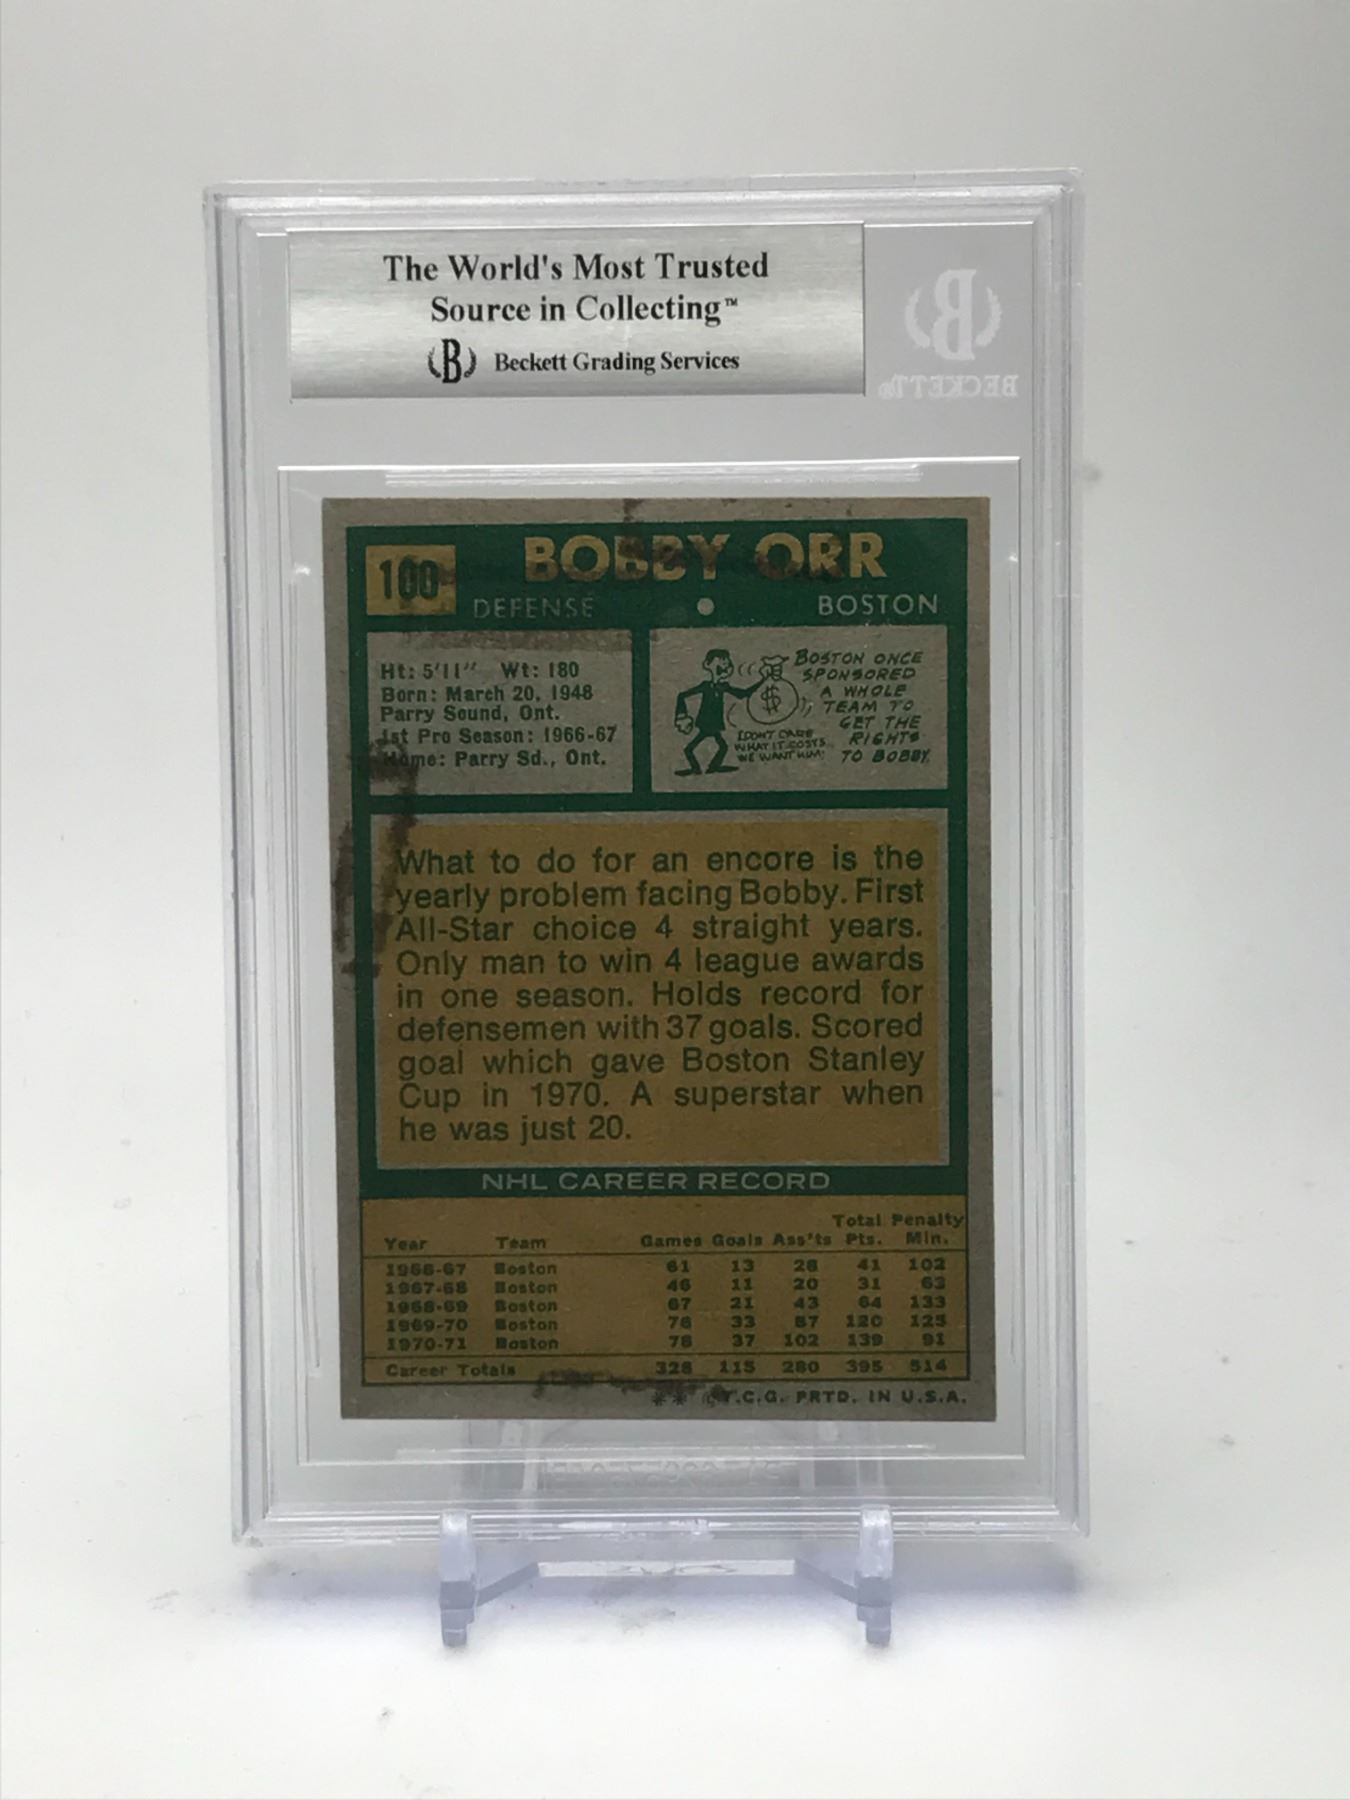 The World's Most Trusted
Source in Collecting™
B Beckett Grading Services
B
BECKETT®
100
BOBBY ORR
DEFENSE • BOSTON
Ht: 5'11" Wt: 180
Born: March 20, 1948
Parry Sound, Ont.
1st Pro Season: 1966-67
Home: Parry Sd., Ont.
BOSTON ONCE
SPONSORED
A WHOLE
TEAM TO
GET THE
RIGHTS
TO BOBBY.
$
I DON'T CARE
WHAT IT COSTS
WE WANT HIM!
What to do for an encore is the
yearly problem facing Bobby. First
All-Star choice 4 straight years.
Only man to win 4 league awards
in one season. Holds record for
defensemen with 37 goals. Scored
goal which gave Boston Stanley
Cup in 1970. A superstar when
he was just 20.
NHL CAREER RECORD
Total Penalty
Year Team Games Goals Ass'ts Pts. Min.
1966-67 Boston 61 13 28 41 102
1967-68 Boston 46 11 20 31 63
1968-69 Boston 67 21 43 64 133
1969-70 Boston 76 33 87 120 125
1970-71 Boston 78 37 102 139 91
Career Totals 328 115 280 395 514
** ©T.C.G. PRTD. IN U.S.A.